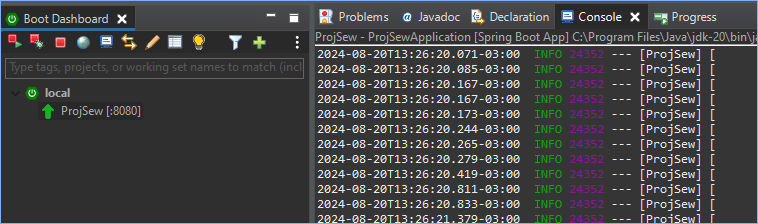 Boot Dashboard
Type tags, projects, or working set names to match (incl
local
ProjSew [:8080]
Problems Javadoc Declaration Console Progress
ProjSew - ProjSewApplication [Spring Boot App] C:\Program Files\Java\jdk-20\bin\ja
2024-08-20T13:26:20.071-03:00 INFO 24352 --- [ProjSew] [
2024-08-20T13:26:20.085-03:00 INFO 24352 --- [ProjSew] [
2024-08-20T13:26:20.167-03:00 INFO 24352 --- [ProjSew] [
2024-08-20T13:26:20.167-03:00 INFO 24352 --- [ProjSew] [
2024-08-20T13:26:20.173-03:00 INFO 24352 --- [ProjSew] [
2024-08-20T13:26:20.244-03:00 INFO 24352 --- [ProjSew] [
2024-08-20T13:26:20.265-03:00 INFO 24352 --- [ProjSew] [
2024-08-20T13:26:20.279-03:00 INFO 24352 --- [ProjSew] [
2024-08-20T13:26:20.419-03:00 INFO 24352 --- [ProjSew] [
2024-08-20T13:26:20.811-03:00 INFO 24352 --- [ProjSew] [
2024-08-20T13:26:20.833-03:00 INFO 24352 --- [ProjSew] [
2024-08-20T13:26:21.379-03:00 INFO 24352 --- [ProjSew] [